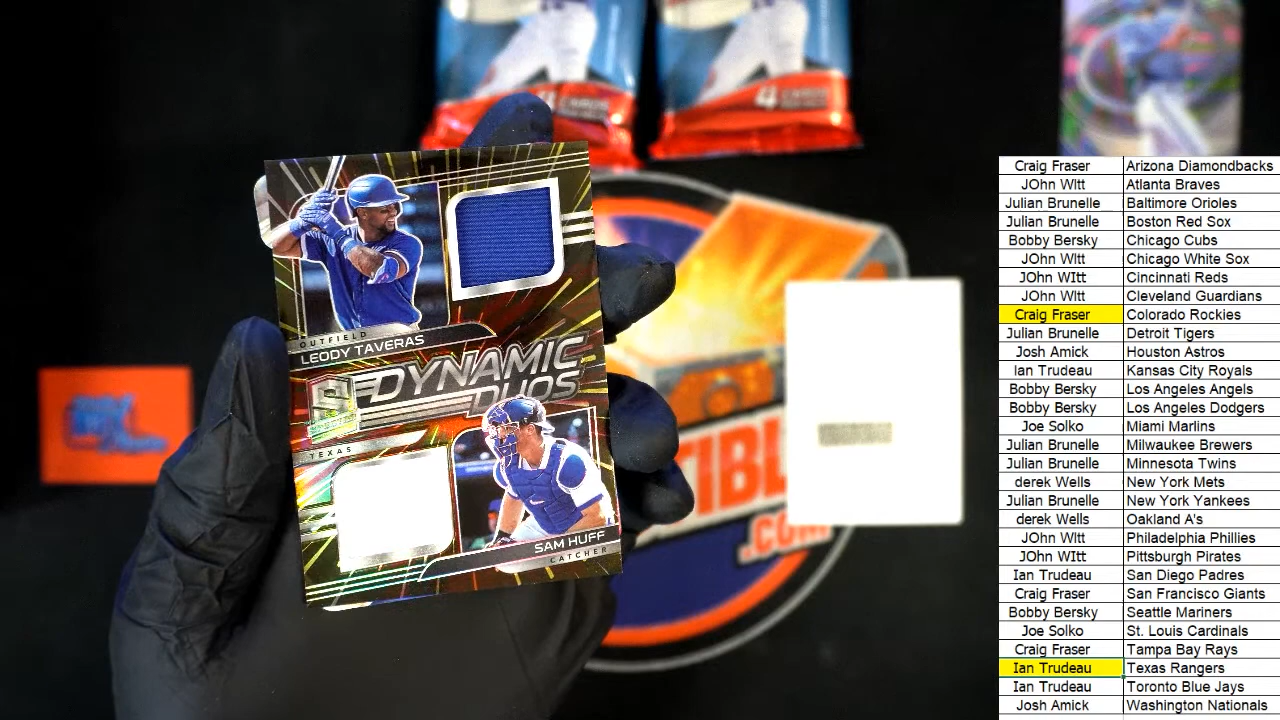 4 CARDS
4 CARDS
OUTFIELD
LEODY TAVERAS
DYNAMIC
DUOS
TEXAS
SAM HUFF
CATCHER
TIBL
.COM
Craig Fraser Arizona Diamondbacks
JOhn WItt Atlanta Braves
Julian Brunelle Baltimore Orioles
Julian Brunelle Boston Red Sox
Bobby Bersky Chicago Cubs
JOhn WItt Chicago White Sox
JOhn WItt Cincinnati Reds
JOhn WItt Cleveland Guardians
Craig Fraser Colorado Rockies
Julian Brunelle Detroit Tigers
Josh Amick Houston Astros
Ian Trudeau Kansas City Royals
Bobby Bersky Los Angeles Angels
Bobby Bersky Los Angeles Dodgers
Joe Solko Miami Marlins
Julian Brunelle Milwaukee Brewers
Julian Brunelle Minnesota Twins
derek Wells New York Mets
Julian Brunelle New York Yankees
derek Wells Oakland A's
JOhn WItt Philadelphia Phillies
JOhn WItt Pittsburgh Pirates
Ian Trudeau San Diego Padres
Craig Fraser San Francisco Giants
Bobby Bersky Seattle Mariners
Joe Solko St. Louis Cardinals
Craig Fraser Tampa Bay Rays
Ian Trudeau Texas Rangers
Ian Trudeau Toronto Blue Jays
Josh Amick Washington Nationals